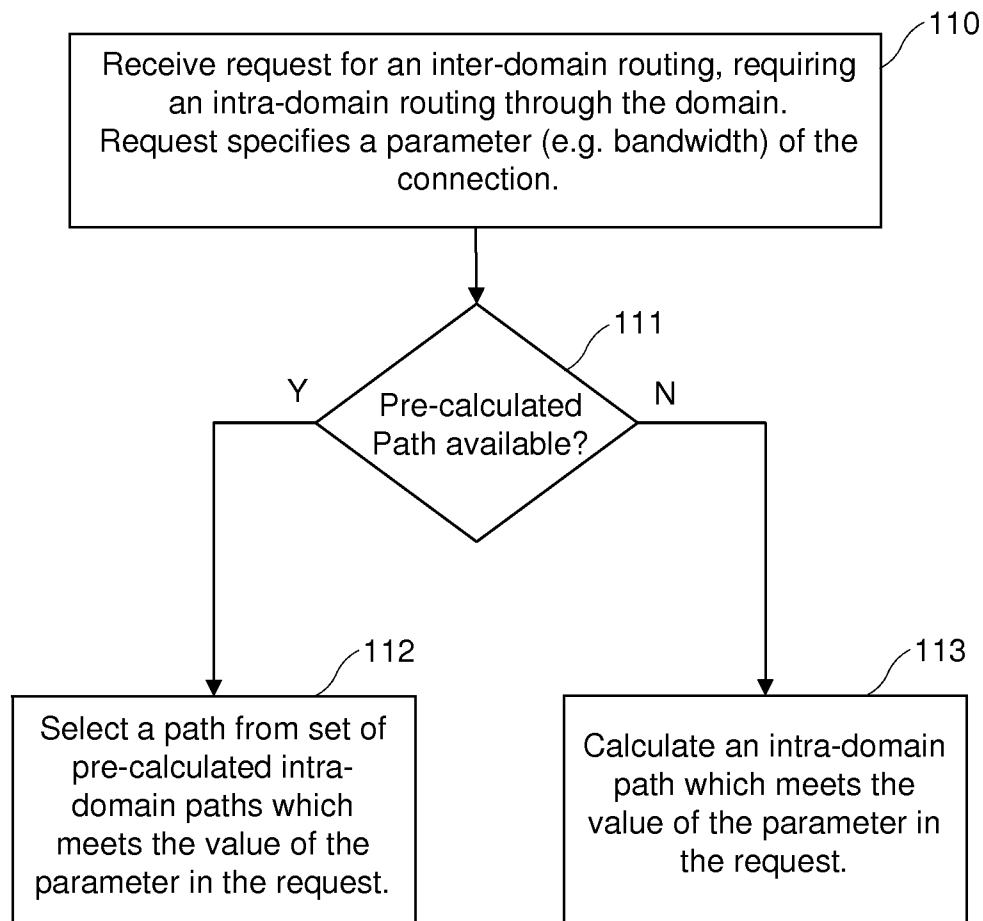 110
Receive request for an inter-domain routing, requiring
an intra-domain routing through the domain.
Request specifies a parameter (e.g. bandwidth) of the
connection.
111
Y
N
Pre-calculated
Path available?
112
Select a path from set of
pre-calculated intra-
domain paths which
meets the value of the
parameter in the request.
113
Calculate an intra-domain
path which meets the
value of the parameter in
the request.